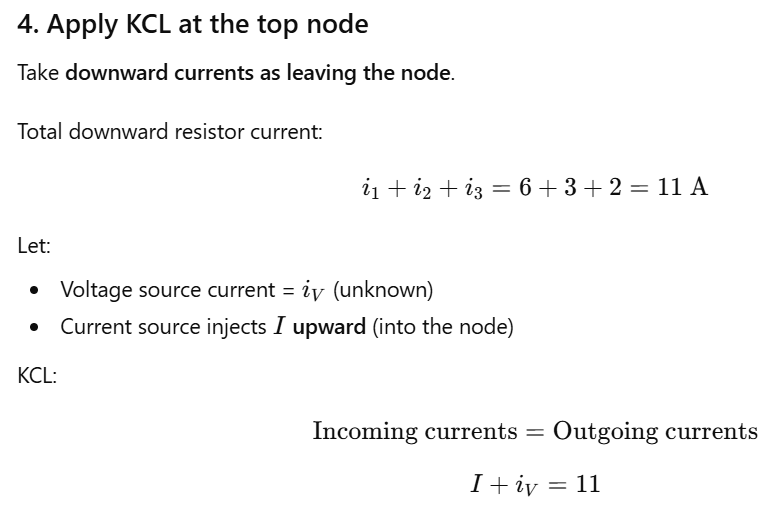 4. Apply KCL at the top node
Take downward currents as leaving the node.
Total downward resistor current:
i₁ + i₂ + i₃ = 6 + 3 + 2 = 11 A
Let:
• Voltage source current = i_V (unknown)
• Current source injects I upward (into the node)
KCL:
Incoming currents = Outgoing currents
I + i_V = 11